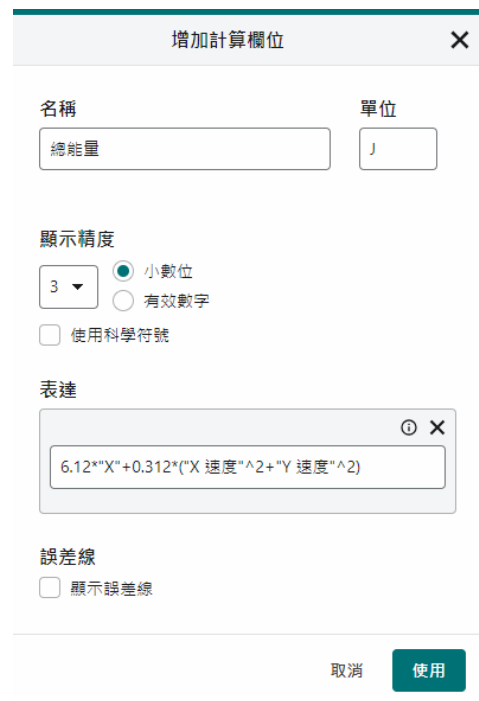 增加計算欄位
名稱
單位
總能量
J
顯示精度
3
小數位
有效數字
使用科學符號
表達
6.12*"X"+0.312*("X 速度"^2+"Y 速度"^2)
誤差線
顯示誤差線
取消
使用